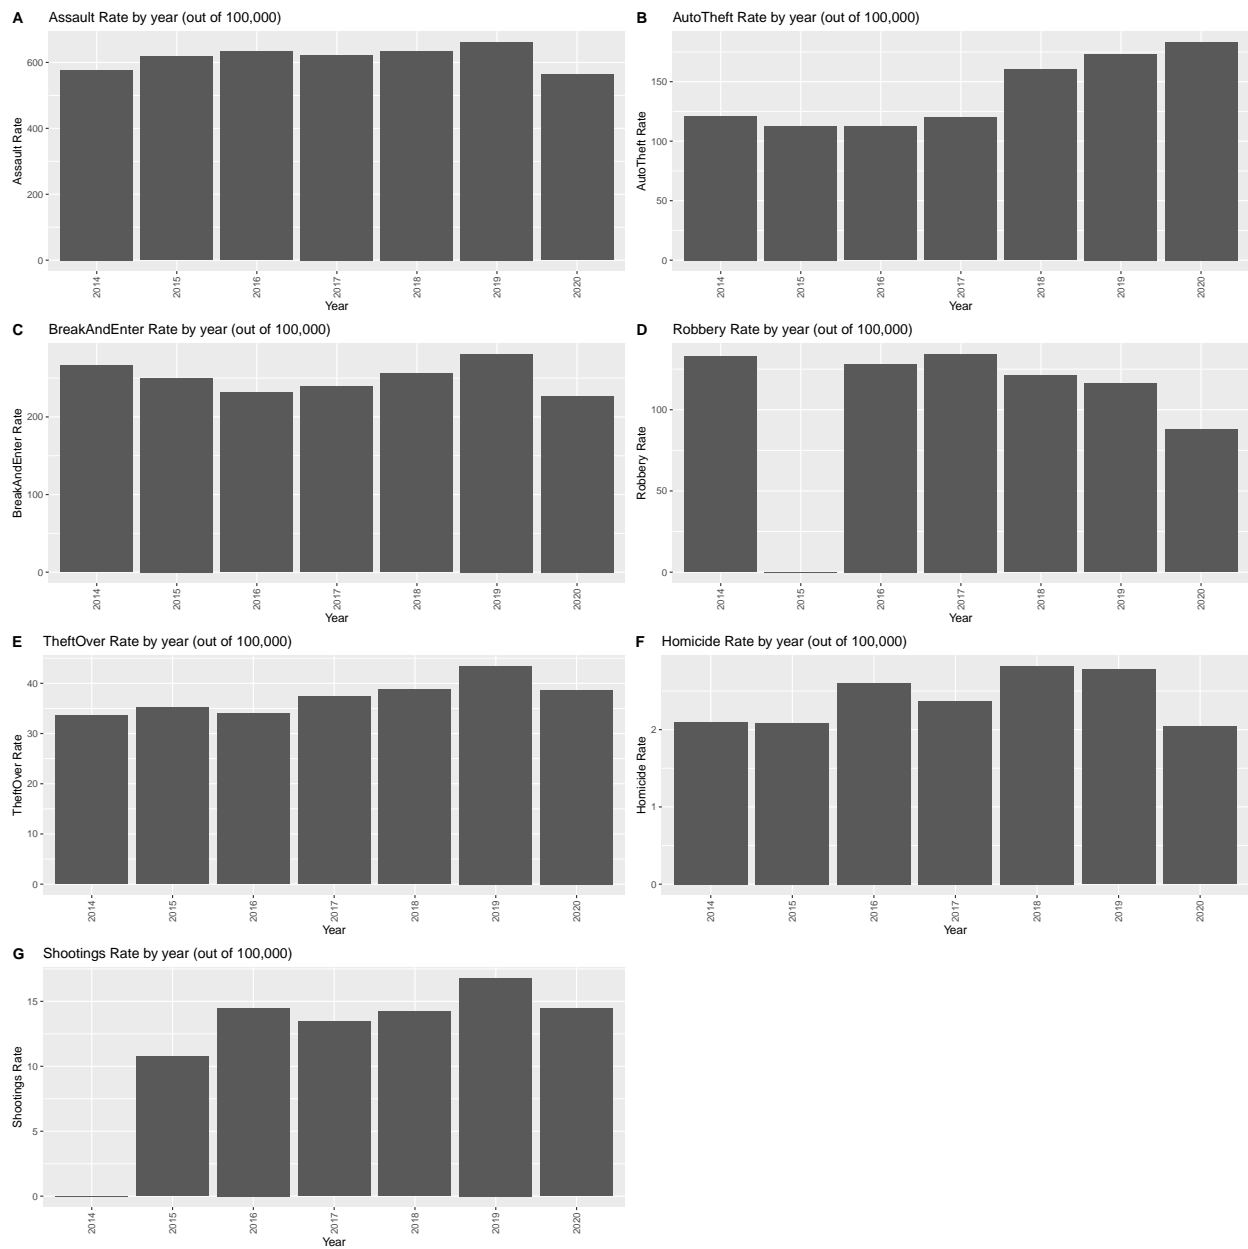 A Assault Rate by year (out of 100,000)
Assault Rate
600
400
200
0
2014 2015 2016 2017 2018 2019 2020
Year
B AutoTheft Rate by year (out of 100,000)
AutoTheft Rate
150
100
50
0
2014 2015 2016 2017 2018 2019 2020
Year
C BreakAndEnter Rate by year (out of 100,000)
BreakAndEnter Rate
200
100
0
2014 2015 2016 2017 2018 2019 2020
Year
D Robbery Rate by year (out of 100,000)
Robbery Rate
100
50
0
2014 2015 2016 2017 2018 2019 2020
Year
E TheftOver Rate by year (out of 100,000)
TheftOver Rate
40
30
20
10
0
2014 2015 2016 2017 2018 2019 2020
Year
F Homicide Rate by year (out of 100,000)
Homicide Rate
2
1
0
2014 2015 2016 2017 2018 2019 2020
Year
G Shootings Rate by year (out of 100,000)
Shootings Rate
15
10
5
0
2014 2015 2016 2017 2018 2019 2020
Year